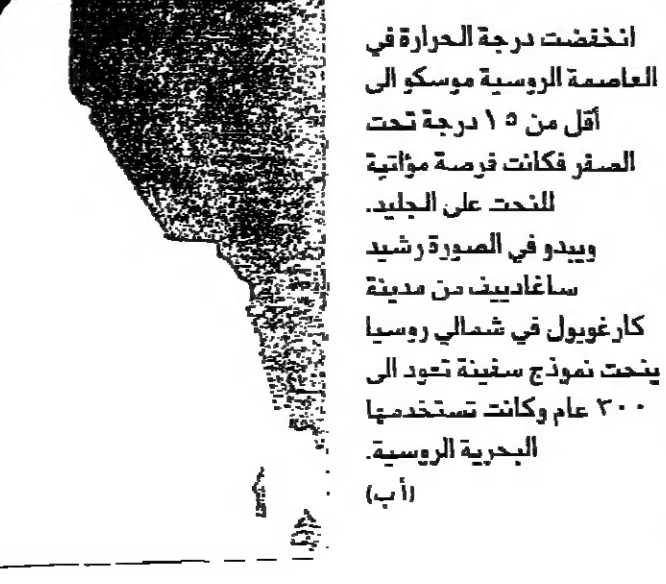 انخفضت درجة الحرارة في
العاصمة الروسية موسكو الى
أقل من ١٥ درجة تحت
الصفر فكانت فرصة مؤاتية
للنحت على الجليد.
ويبدو في الصورة رشيد
ساغادييف من مدينة
كارغوبول في شمالي روسيا
ينحت نموذج سفينة تعود الى
٣٠٠ عام وكانت تستخدمها
البحرية الروسية.
(أ ب)